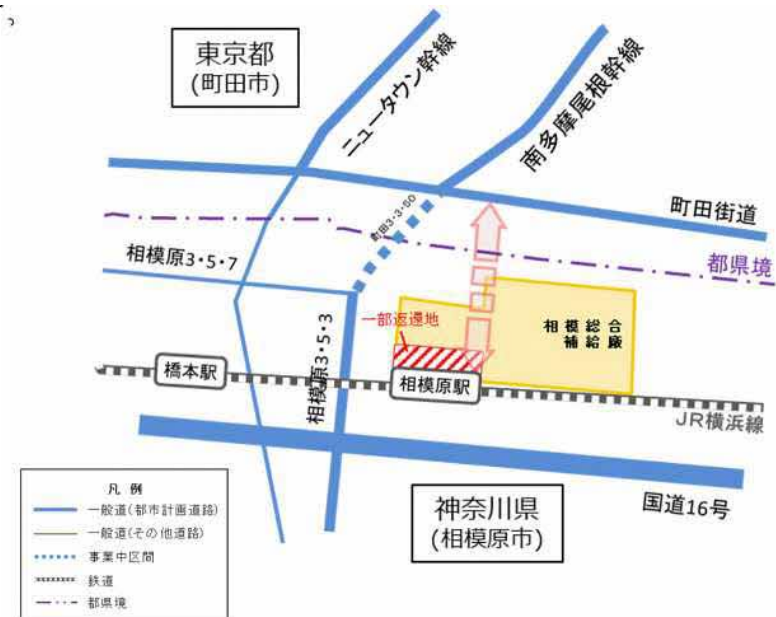 。
東京都
(町田市)
ニュータウン幹線
南多摩尾根幹線
町田3・3・50
町田街道
都県境
相模原3・5・7
一部返還地
相模総合
補給廠
相模原3・5・3
橋本駅
相模原駅
JR横浜線
国道16号
神奈川県
(相模原市)
凡例
一般道(都市計画道路)
一般道(その他道路)
事業中区間
鉄道
都県境